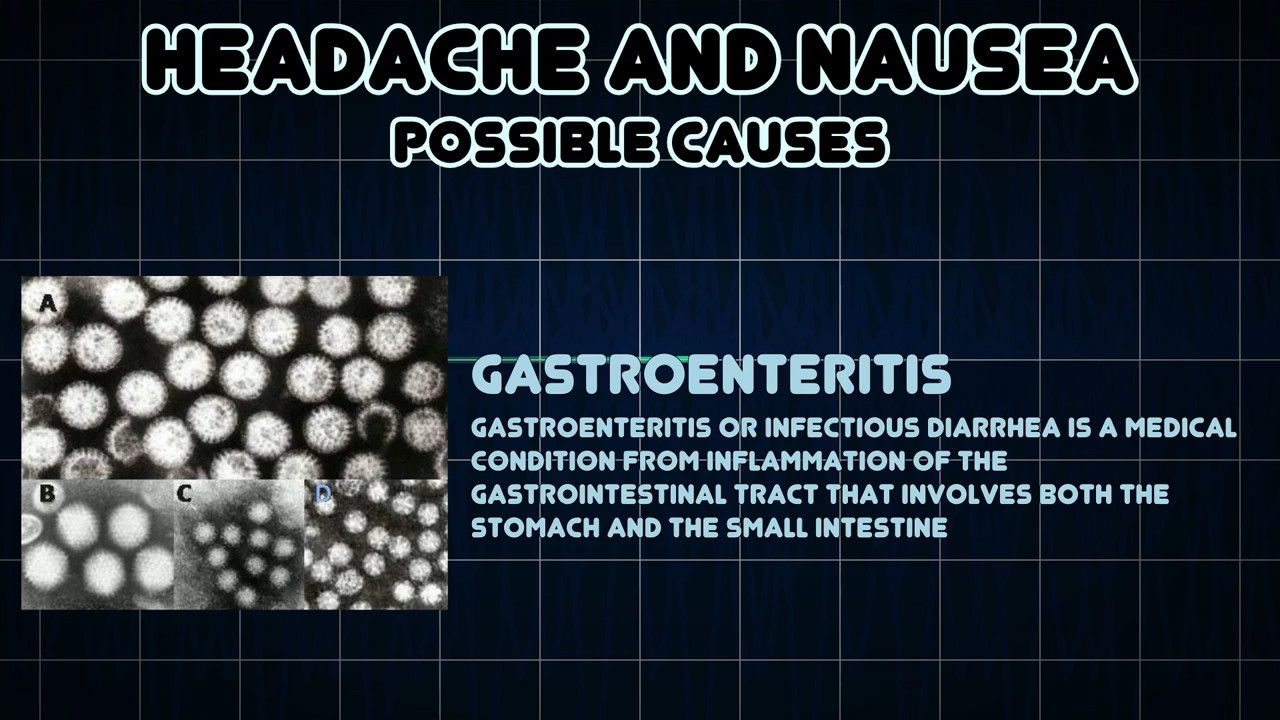 HEADACHE AND NAUSEA
POSSIBLE CAUSES
A
B
C
D
GASTROENTERITIS
GASTROENTERITIS OR INFECTIOUS DIARRHEA IS A MEDICAL
CONDITION FROM INFLAMMATION OF THE
GASTROINTESTINAL TRACT THAT INVOLVES BOTH THE
STOMACH AND THE SMALL INTESTINE